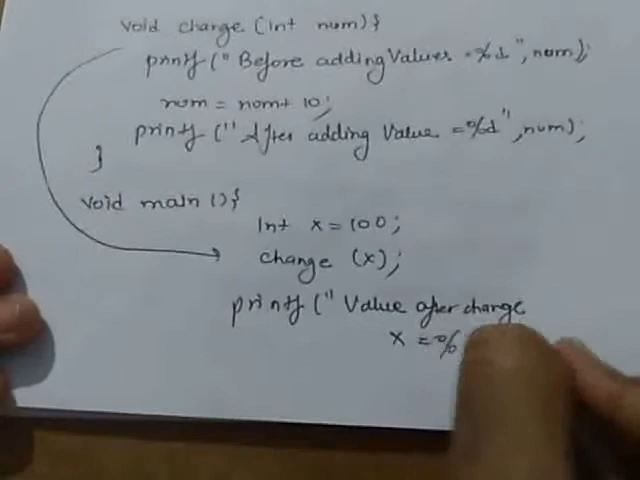 void change (int num){
printf (" Before adding Values = %d ", num);
num = num + 10;
printf (" After adding Value = %d ", num);
}
void main (){
int x = 100;
change (x);
printf (" Value after change
x = %